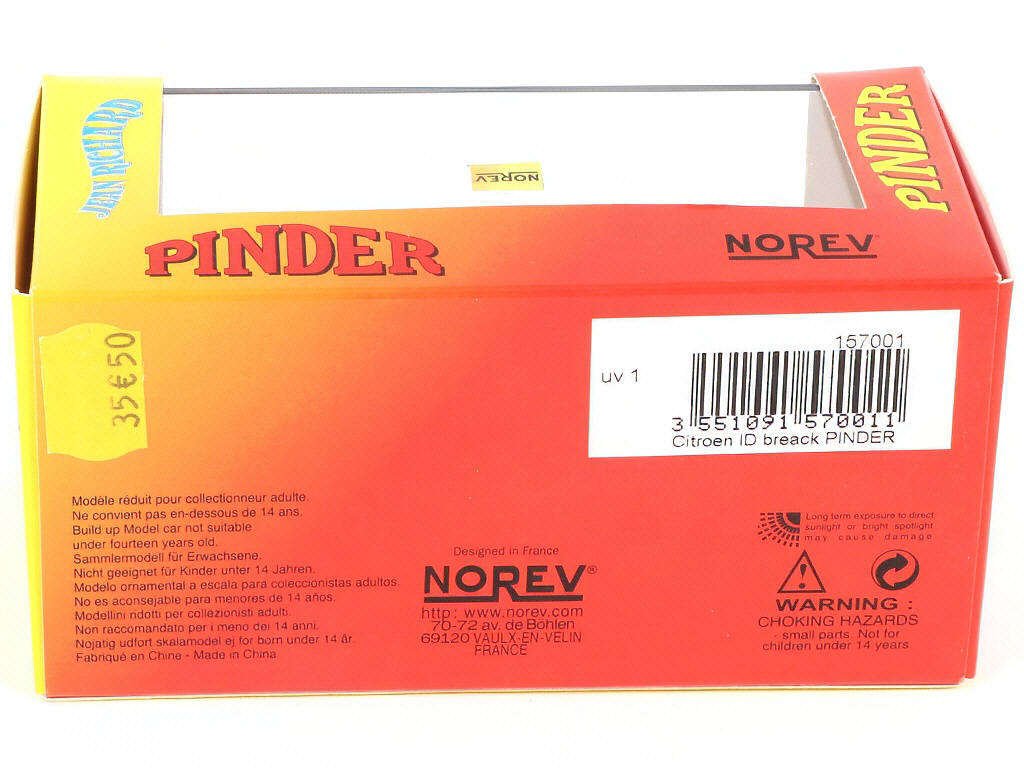 JEAN RICHARD
PINDER
NOREV
PINDER
NOREV
35€50
157001
uv 1
3 551091 570011
Citroen ID breack PINDER
Modèle réduit pour collectionneur adulte.
Ne convient pas en-dessous de 14 ans.
Build up Model car not suitable
under fourteen years old.
Sammlermodell für Erwachsene.
Nicht geeignet für Kinder unter 14 Jahren.
Modelo ornamental a escala para coleccionistas adultos
No es aconsejable para menores de 14 años.
Modellini ridotti per collezionisti adulti.
Non raccomandato per i meno dei 14 anni.
Nojatig udfort skalamodel ej for born under 14 år.
Fabriqué en Chine - Made in China
Designed in France
NOREV®
http: www.norev.com
70-72 av. de Böhlen
69120 VAULX-EN-VELIN
FRANCE
Long term exposure to direct
sunlight or bright spotlight
may cause damage
WARNING :
CHOKING HAZARDS
- small parts. Not for
children under 14 years